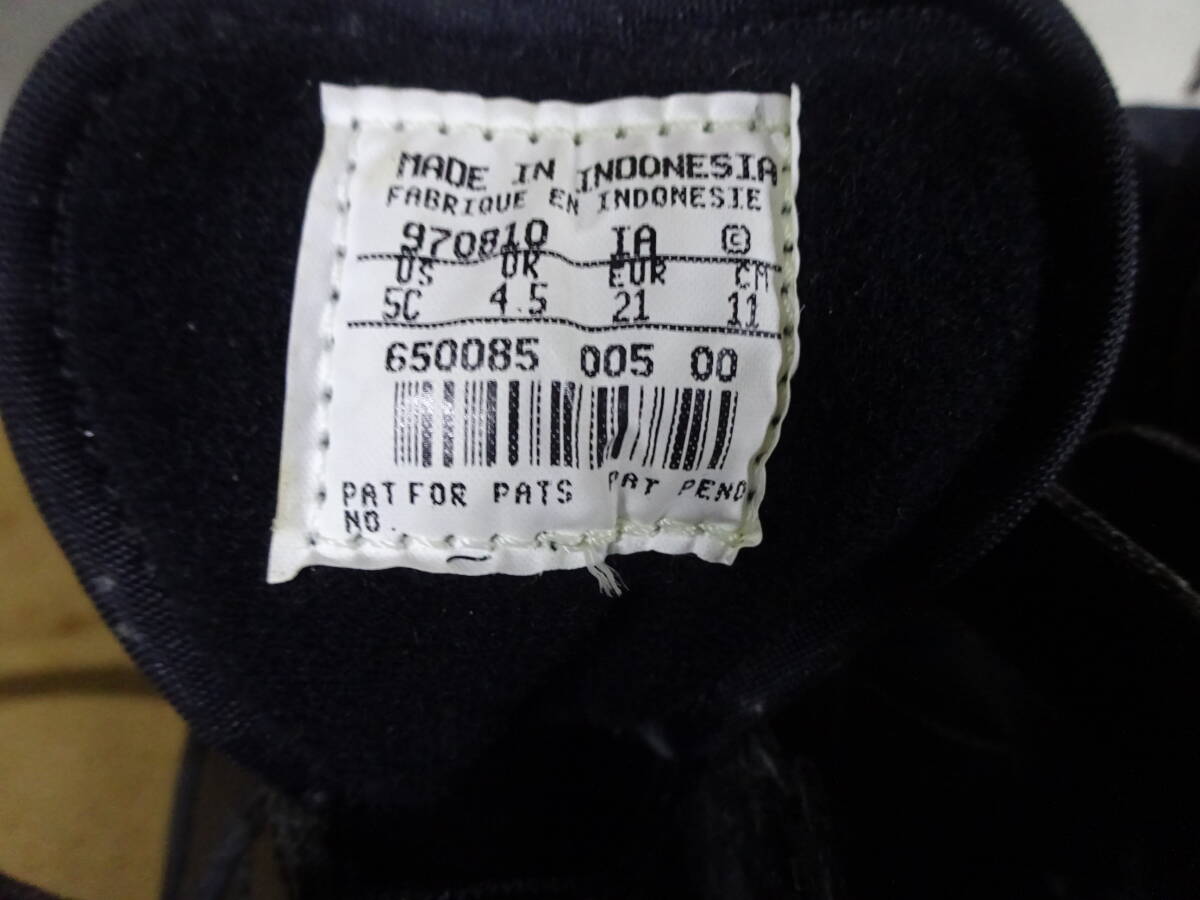 MADE IN INDONESIA
FABRIQUE EN INDONESIE
970810 IA ©
US UK EUR CM
5C 4.5 21 11
650085 005 00
PAT FOR PATS PAT PEND
NO.